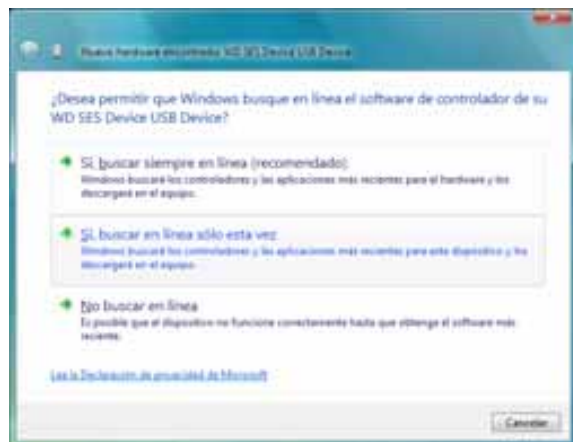 Nuevo hardware encontrado: WD SES Device USB Device
¿Desea permitir que Windows busque en línea el software de controlador de su
WD SES Device USB Device?
Sí, buscar siempre en línea (recomendado)
Windows buscará los controladores y las aplicaciones más recientes para el hardware y los
descargará en el equipo.
Sí, buscar en línea sólo esta vez
Windows buscará los controladores y las aplicaciones más recientes para este dispositivo y los
descargará en el equipo.
No buscar en línea
Es posible que el dispositivo no funcione correctamente hasta que obtenga el software más
reciente.
Lea la Declaración de privacidad de Microsoft
Cancelar